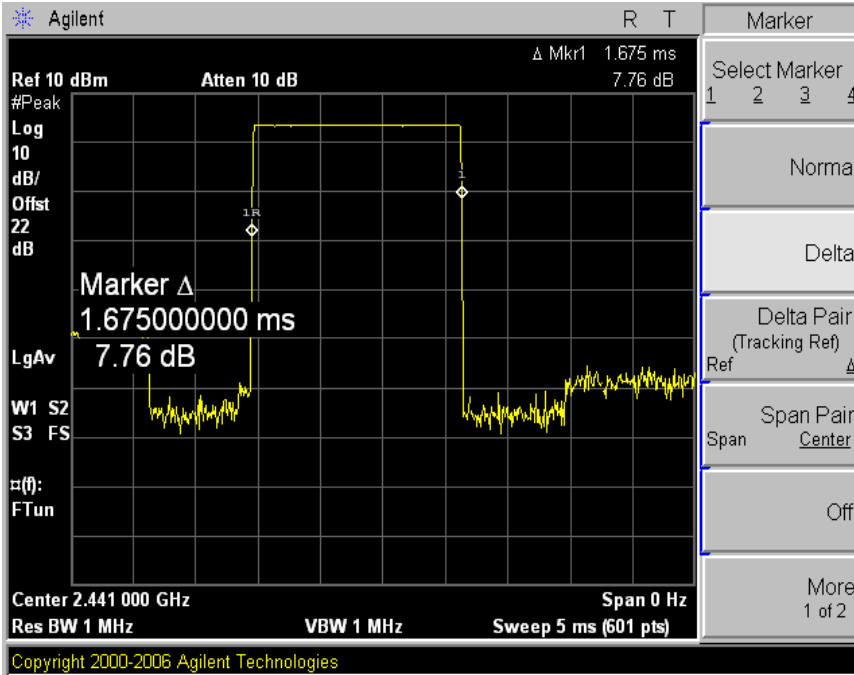 Agilent R T
Marker
Δ Mkr1 1.675 ms
Ref 10 dBm Atten 10 dB 7.76 dB
#Peak
Log
10
dB/
Offst
22
dB
1R
1
Marker Δ
1.675000000 ms
7.76 dB
LgAv
W1 S2
S3 FS
¤(f):
FTun
Center 2.441 000 GHz Span 0 Hz
Res BW 1 MHz VBW 1 MHz Sweep 5 ms (601 pts)
Copyright 2000-2006 Agilent Technologies
Select Marker
1 2 3 4
Norma
Delta
Delta Pair
(Tracking Ref)
Ref Δ
Span Pair
Span Center
Off
More
1 of 2